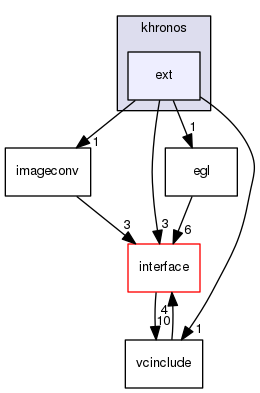 khronos
ext
1
1
imageconv
egl
3
3
6
interface
4
10
1
vcinclude